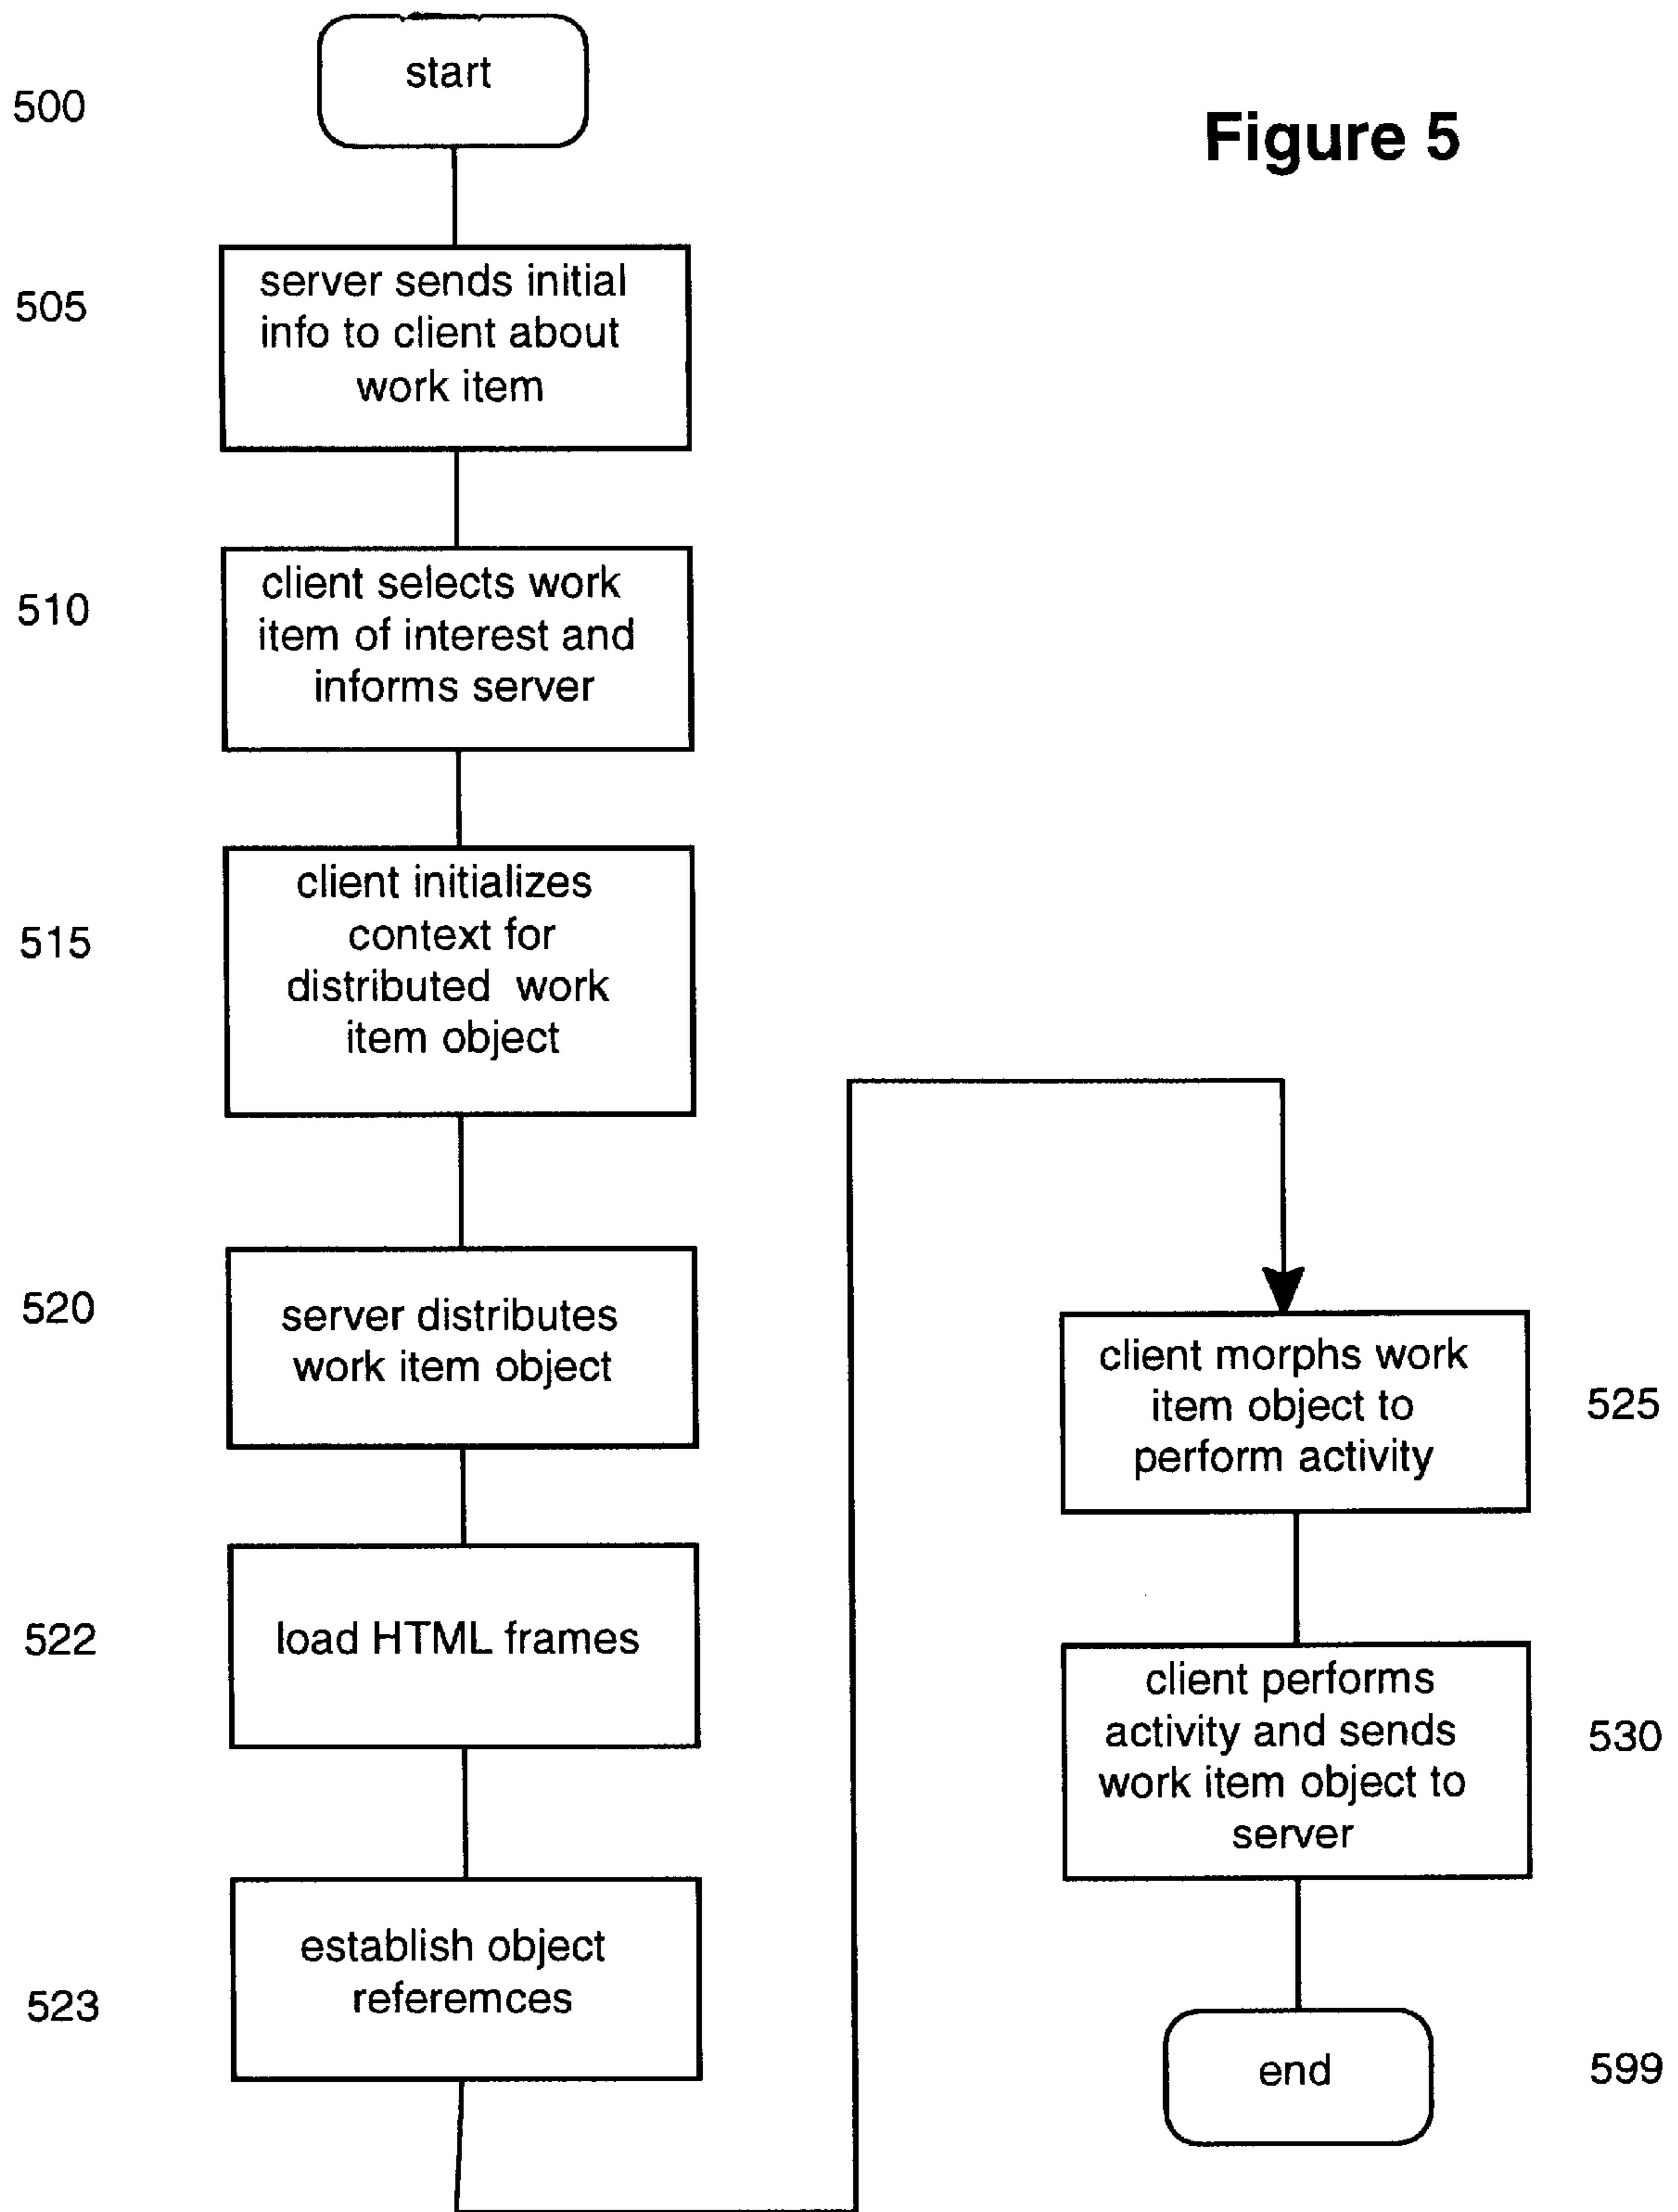 Figure 5
500
start
505
server sends initial
info to client about
work item
510
client selects work
item of interest and
informs server
515
client initializes
context for
distributed work
item object
520
server distributes
work item object
522
load HTML frames
523
establish object
referemces
client morphs work
item object to
perform activity
525
client performs
activity and sends
work item object to
server
530
end
599